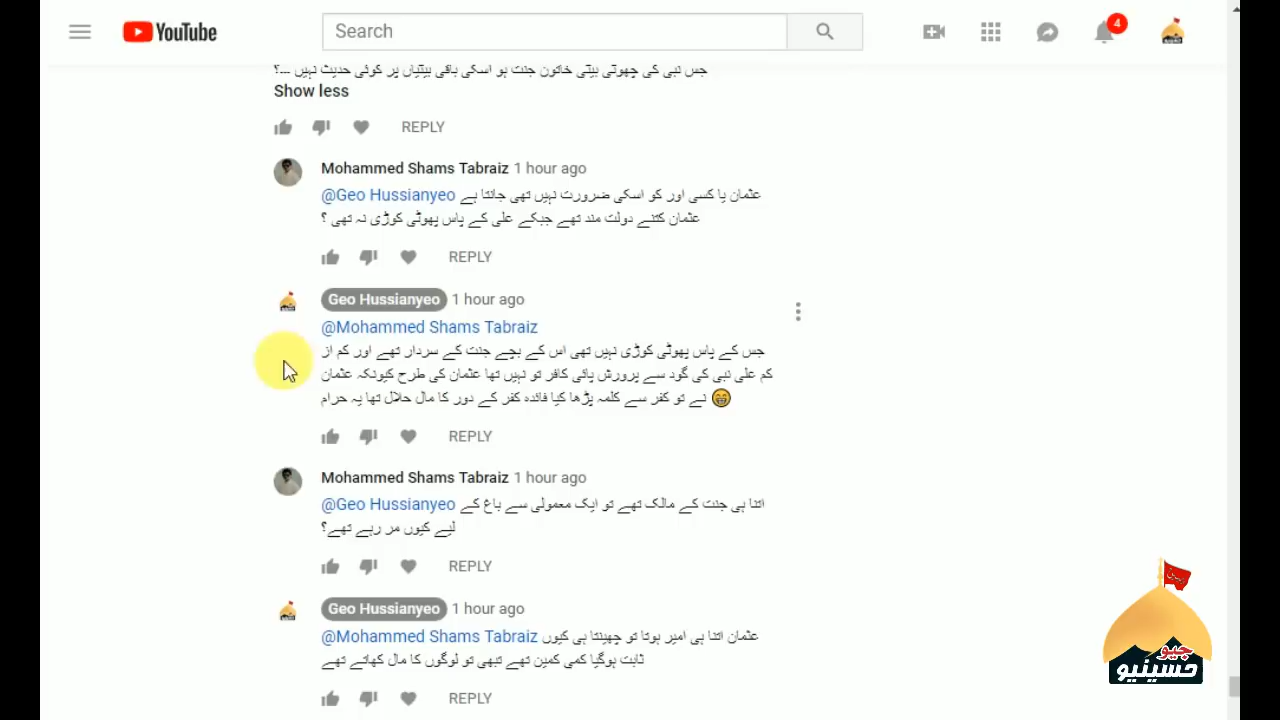 YouTube
Search
4
جس نبی کی چھوٹی بیٹی خاتون جنت ہو اسکی باقی بیٹیاں پر کوئی حدیث نہیں ---؟
Show less
REPLY
Mohammed Shams Tabraiz 1 hour ago
@Geo Hussianyeo عثمان یا کسی اور کو اسکی ضرورت نہیں تھی جانتا ہے
عثمان کتنے دولت مند تھے جبکے علی کے پاس پھوٹی کوڑی نہ تھی ؟
REPLY
Geo Hussianyeo 1 hour ago
@Mohammed Shams Tabraiz
جس کے پاس پھوٹی کوڑی نہیں تھی اس کے بچے جنت کے سردار تھے اور کم از
کم علی نبی کی گود سے پرورش پائی کافر تو نہیں تھا عثمان کی طرح کیونکہ عثمان
نے تو کفر سے کلمہ پڑھا کیا فائدہ کفر کے دور کا مال حلال تھا یہ حرام 😁
REPLY
Mohammed Shams Tabraiz 1 hour ago
@Geo Hussianyeo اتنا ہی جنت کے مالک تھے تو ایک معمولی سے باغ کے
لیے کیوں مر رہے تھے؟
REPLY
Geo Hussianyeo 1 hour ago
@Mohammed Shams Tabraiz عثمان اتنا ہی امیر ہوتا تو چھینتا ہی کیوں
ثابت ہوگیا کمی کمین تھے تبھی تو لوگوں کا مال کھاتے تھے
REPLY
جیو
حسینیو